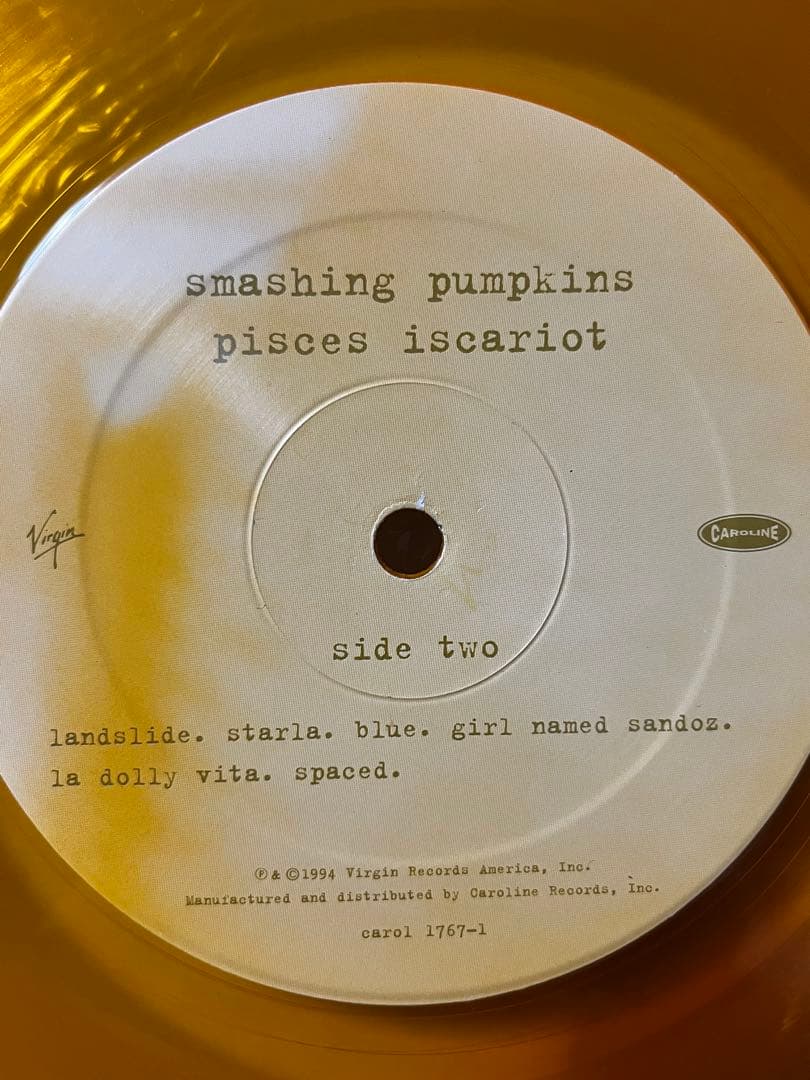 smashing pumpkins
pisces iscariot
Virgin
CAROLINE
side two
landslide. starla. blue. girl named sandoz.
la dolly vita. spaced.
℗ & ©1994 Virgin Records America, Inc.
Manufactured and distributed by Caroline Records, Inc.
carol 1767-1